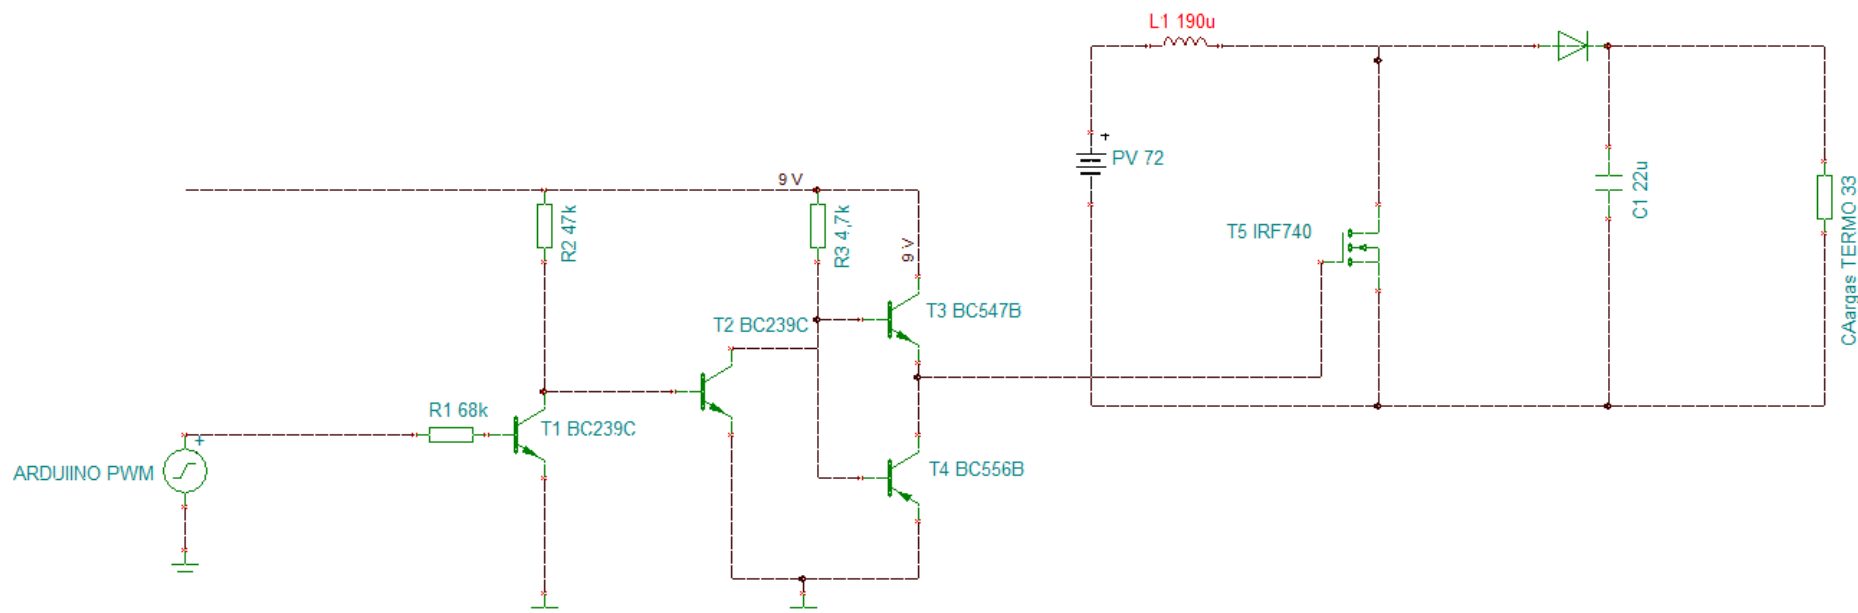 L1 190u
+
PV 72
9 V
R2 47k
R3 4,7k
9 V
C1 22u
CAargas TERMO 33
T5 IRF740
T3 BC547B
T2 BC239C
R1 68k
T1 BC239C
+
ARDUIINO PWM
T4 BC556B